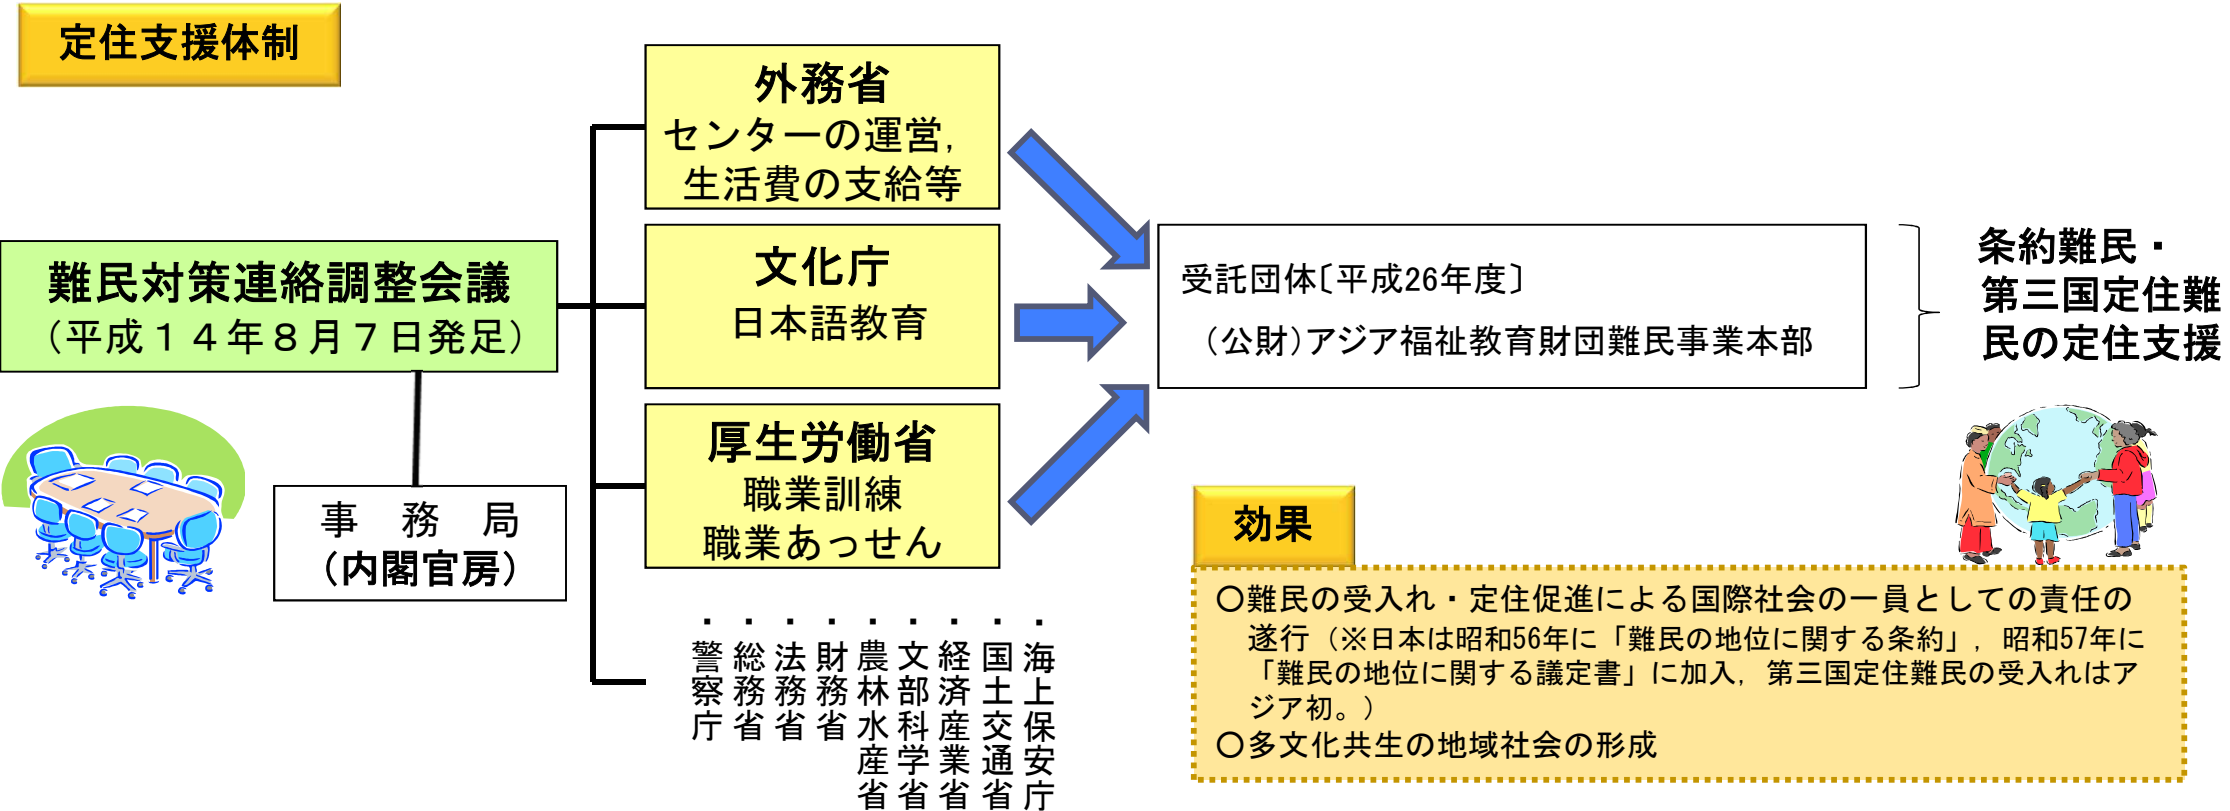 定住支援体制
外務省
センターの運営，
生活費の支給等
文化庁
日本語教育
厚生労働省
職業訓練
職業あっせん
難民対策連絡調整会議
（平成１４年８月７日発足）
事　務　局
（内閣官房）
・警察庁
・総務省
・法務省
・財務省
・農林水産省
・文部科学省
・経済産業省
・国土交通省
・海上保安庁
受託団体〔平成26年度〕
（公財）アジア福祉教育財団難民事業本部
条約難民・
第三国定住難
民の定住支援
効果
○難民の受入れ・定住促進による国際社会の一員としての責任の
遂行（※日本は昭和56年に「難民の地位に関する条約」，昭和57年に
「難民の地位に関する議定書」に加入，第三国定住難民の受入れはア
ジア初。）
○多文化共生の地域社会の形成